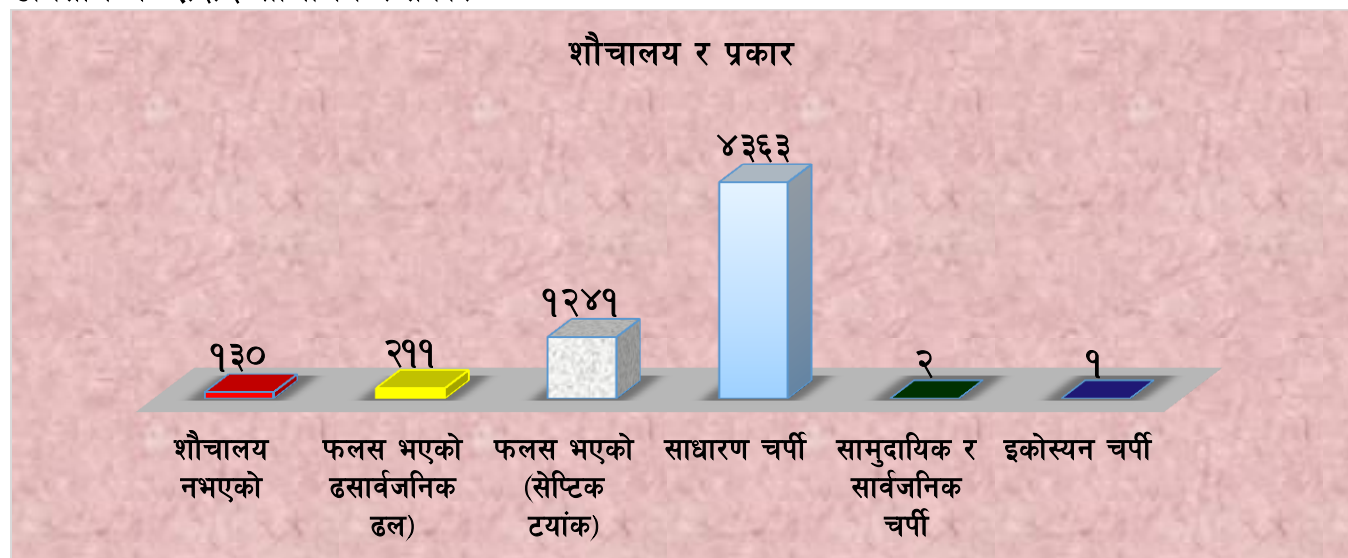 शौचालय र प्रकार
४३६३
१२४१
१३०
२११
२
१
शौचालय नभएको
फलस भएको ढसार्वजनिक ढल)
फलस भएको (सेप्टिक टयांक)
साधारण चर्पी
सामुदायिक र सार्वजनिक चर्पी
इकोस्यन चर्पी